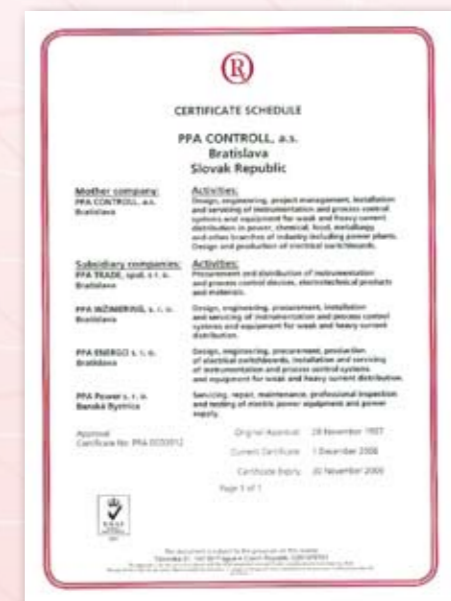 R
CERTIFICATE SCHEDULE
PPA CONTROLL, a.s.
Bratislava
Slovak Republic
Mother company:
PPA CONTROLL, a.s.
Bratislava
Activities:
Design, engineering, project management, installation
and servicing of instrumentation and process control
systems and equipment for weak and heavy current
distribution in power, chemical, food, metallurgy
and other branches of industry including power plants.
Design and production of electrical switchboards.
Subsidiary companies:
PPA TRADE, spol. s r. o.
Bratislava
Activities:
Procurement and distribution of instrumentation
and process control devices, electrotechnical products
and materials.
PPA INŽINIERING, s. r. o.
Bratislava
Design, engineering, procurement, installation
and servicing of instrumentation and process control
systems and equipment for weak and heavy current
distribution.
PPA ENERGO s. r. o.
Bratislava
Design, engineering, procurement, production
of electrical switchboards, installation and servicing
of instrumentation and process control systems
and equipment for weak and heavy current distribution.
PPA Power s. r. o.
Banská Bystrica
Servicing, repair, maintenance, professional inspection
and testing of electric power equipment and power
supply.
Approval
Certificate No:
Original Approval: 28 November 1997
Current Certificate: 1 December 2006
Certificate Expiry: 30 November 2009
Page 1 of 1